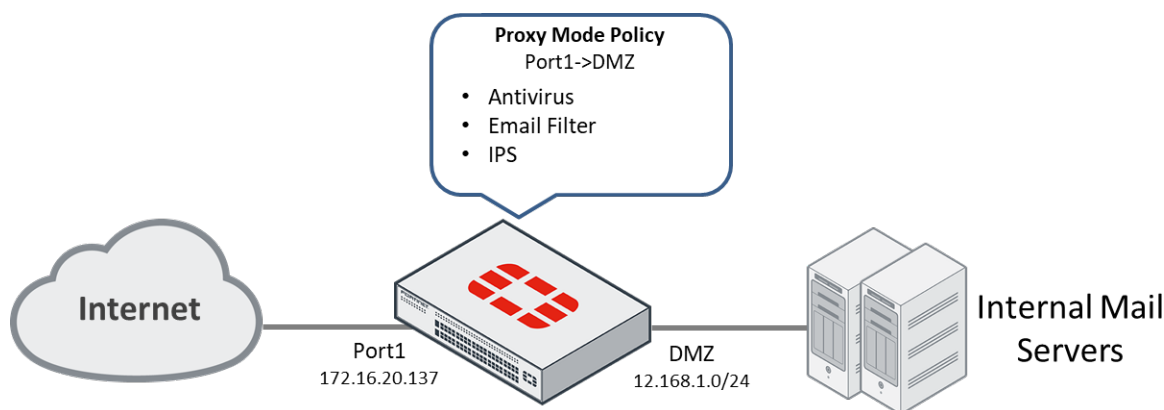 Proxy Mode Policy
Port1->DMZ
• Antivirus
• Email Filter
• IPS
Internet
Port1
172.16.20.137
DMZ
12.168.1.0/24
Internal Mail
Servers
FORTINET